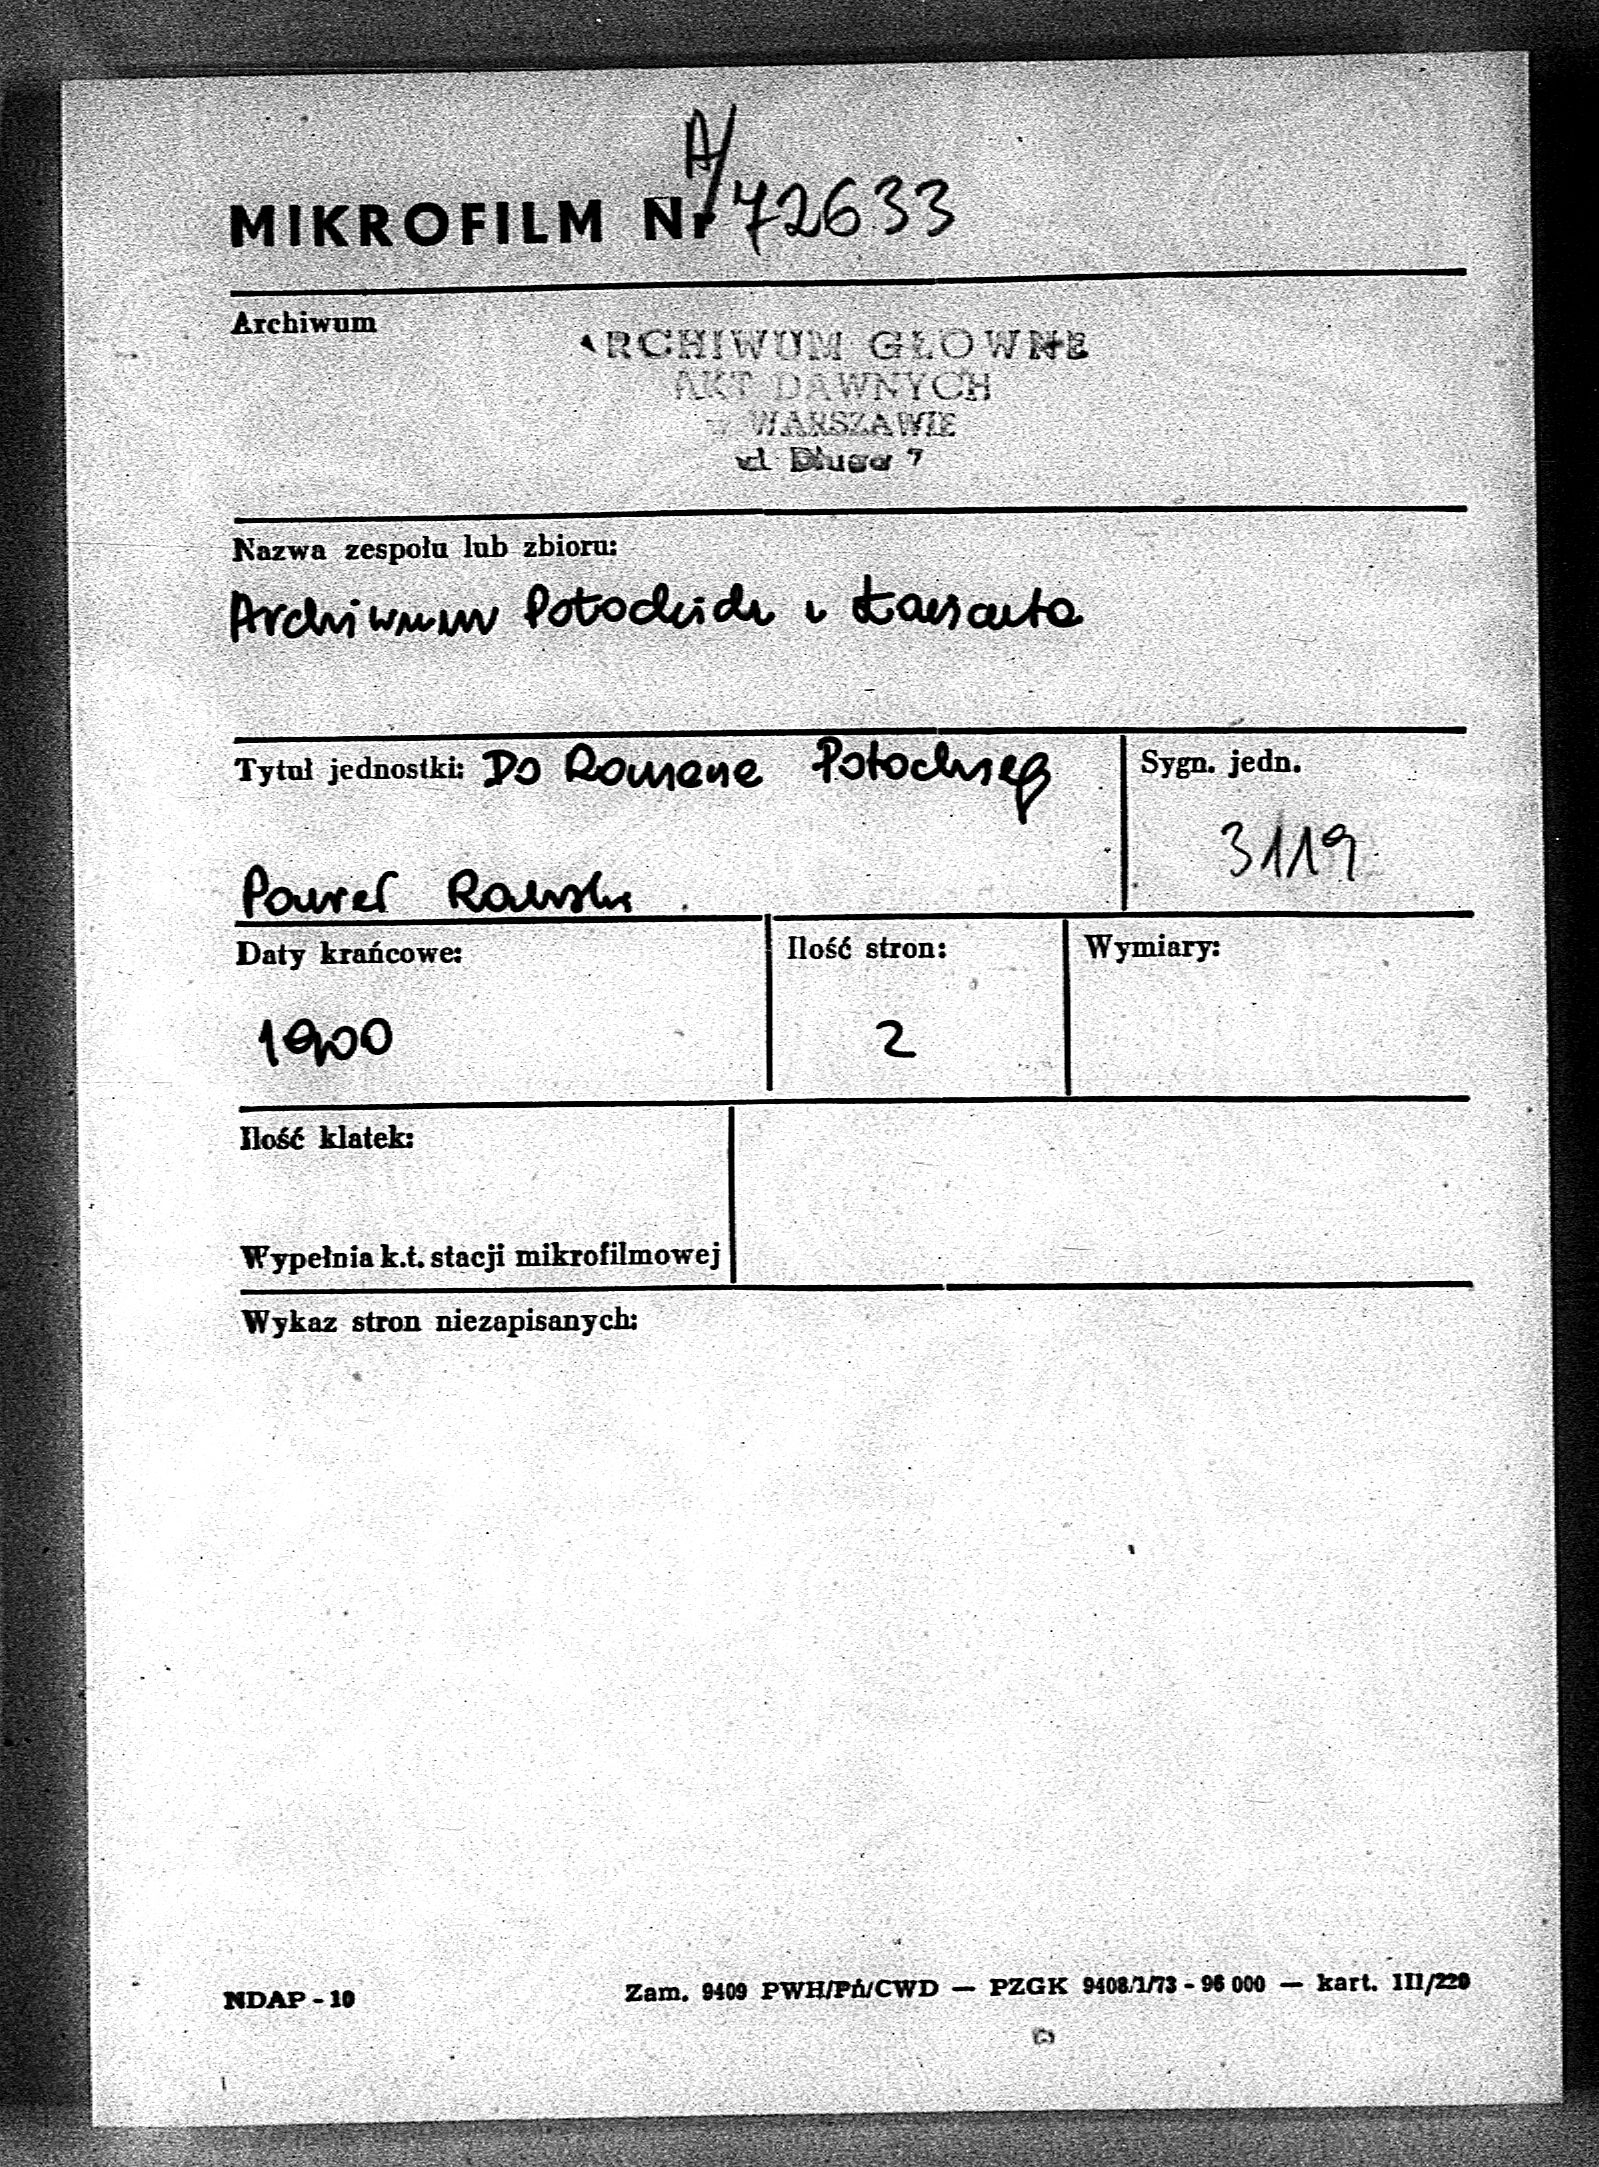 A/72633
MIKROFILM Nr
Archiwum
ARCHIWUM GŁOWNE
AKT DAWNYCH
w WARSZAWIE
ul Długa 7
Nazwa zespołu lub zbioru:
Archiwum Potockich z Łańcuta
Tytuł jednostki: Do Romana Potockiego
Sygn. jedn.
3119
Paweł Rawski
Daty krańcowe:
Ilość stron:
Wymiary:
1900
2
Ilość klatek:
Wypełnia k.t. stacji mikrofilmowej
Wykaz stron niezapisanych:
NDAP - 10
Zam. 9409 PWH/Pń/CWD — PZGK 9408/1/73 - 96 000 — kart. III/220